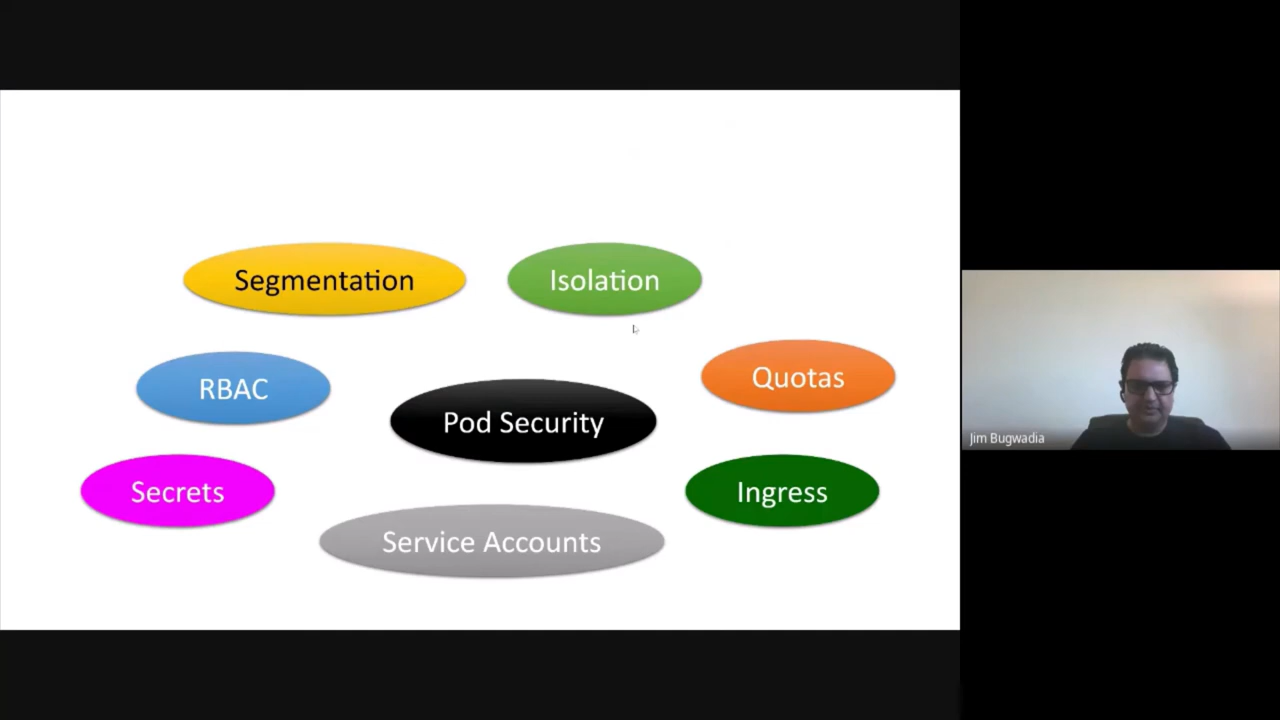 Segmentation
Isolation
RBAC
Quotas
Pod Security
Secrets
Ingress
Service Accounts
Jim Bugwadia